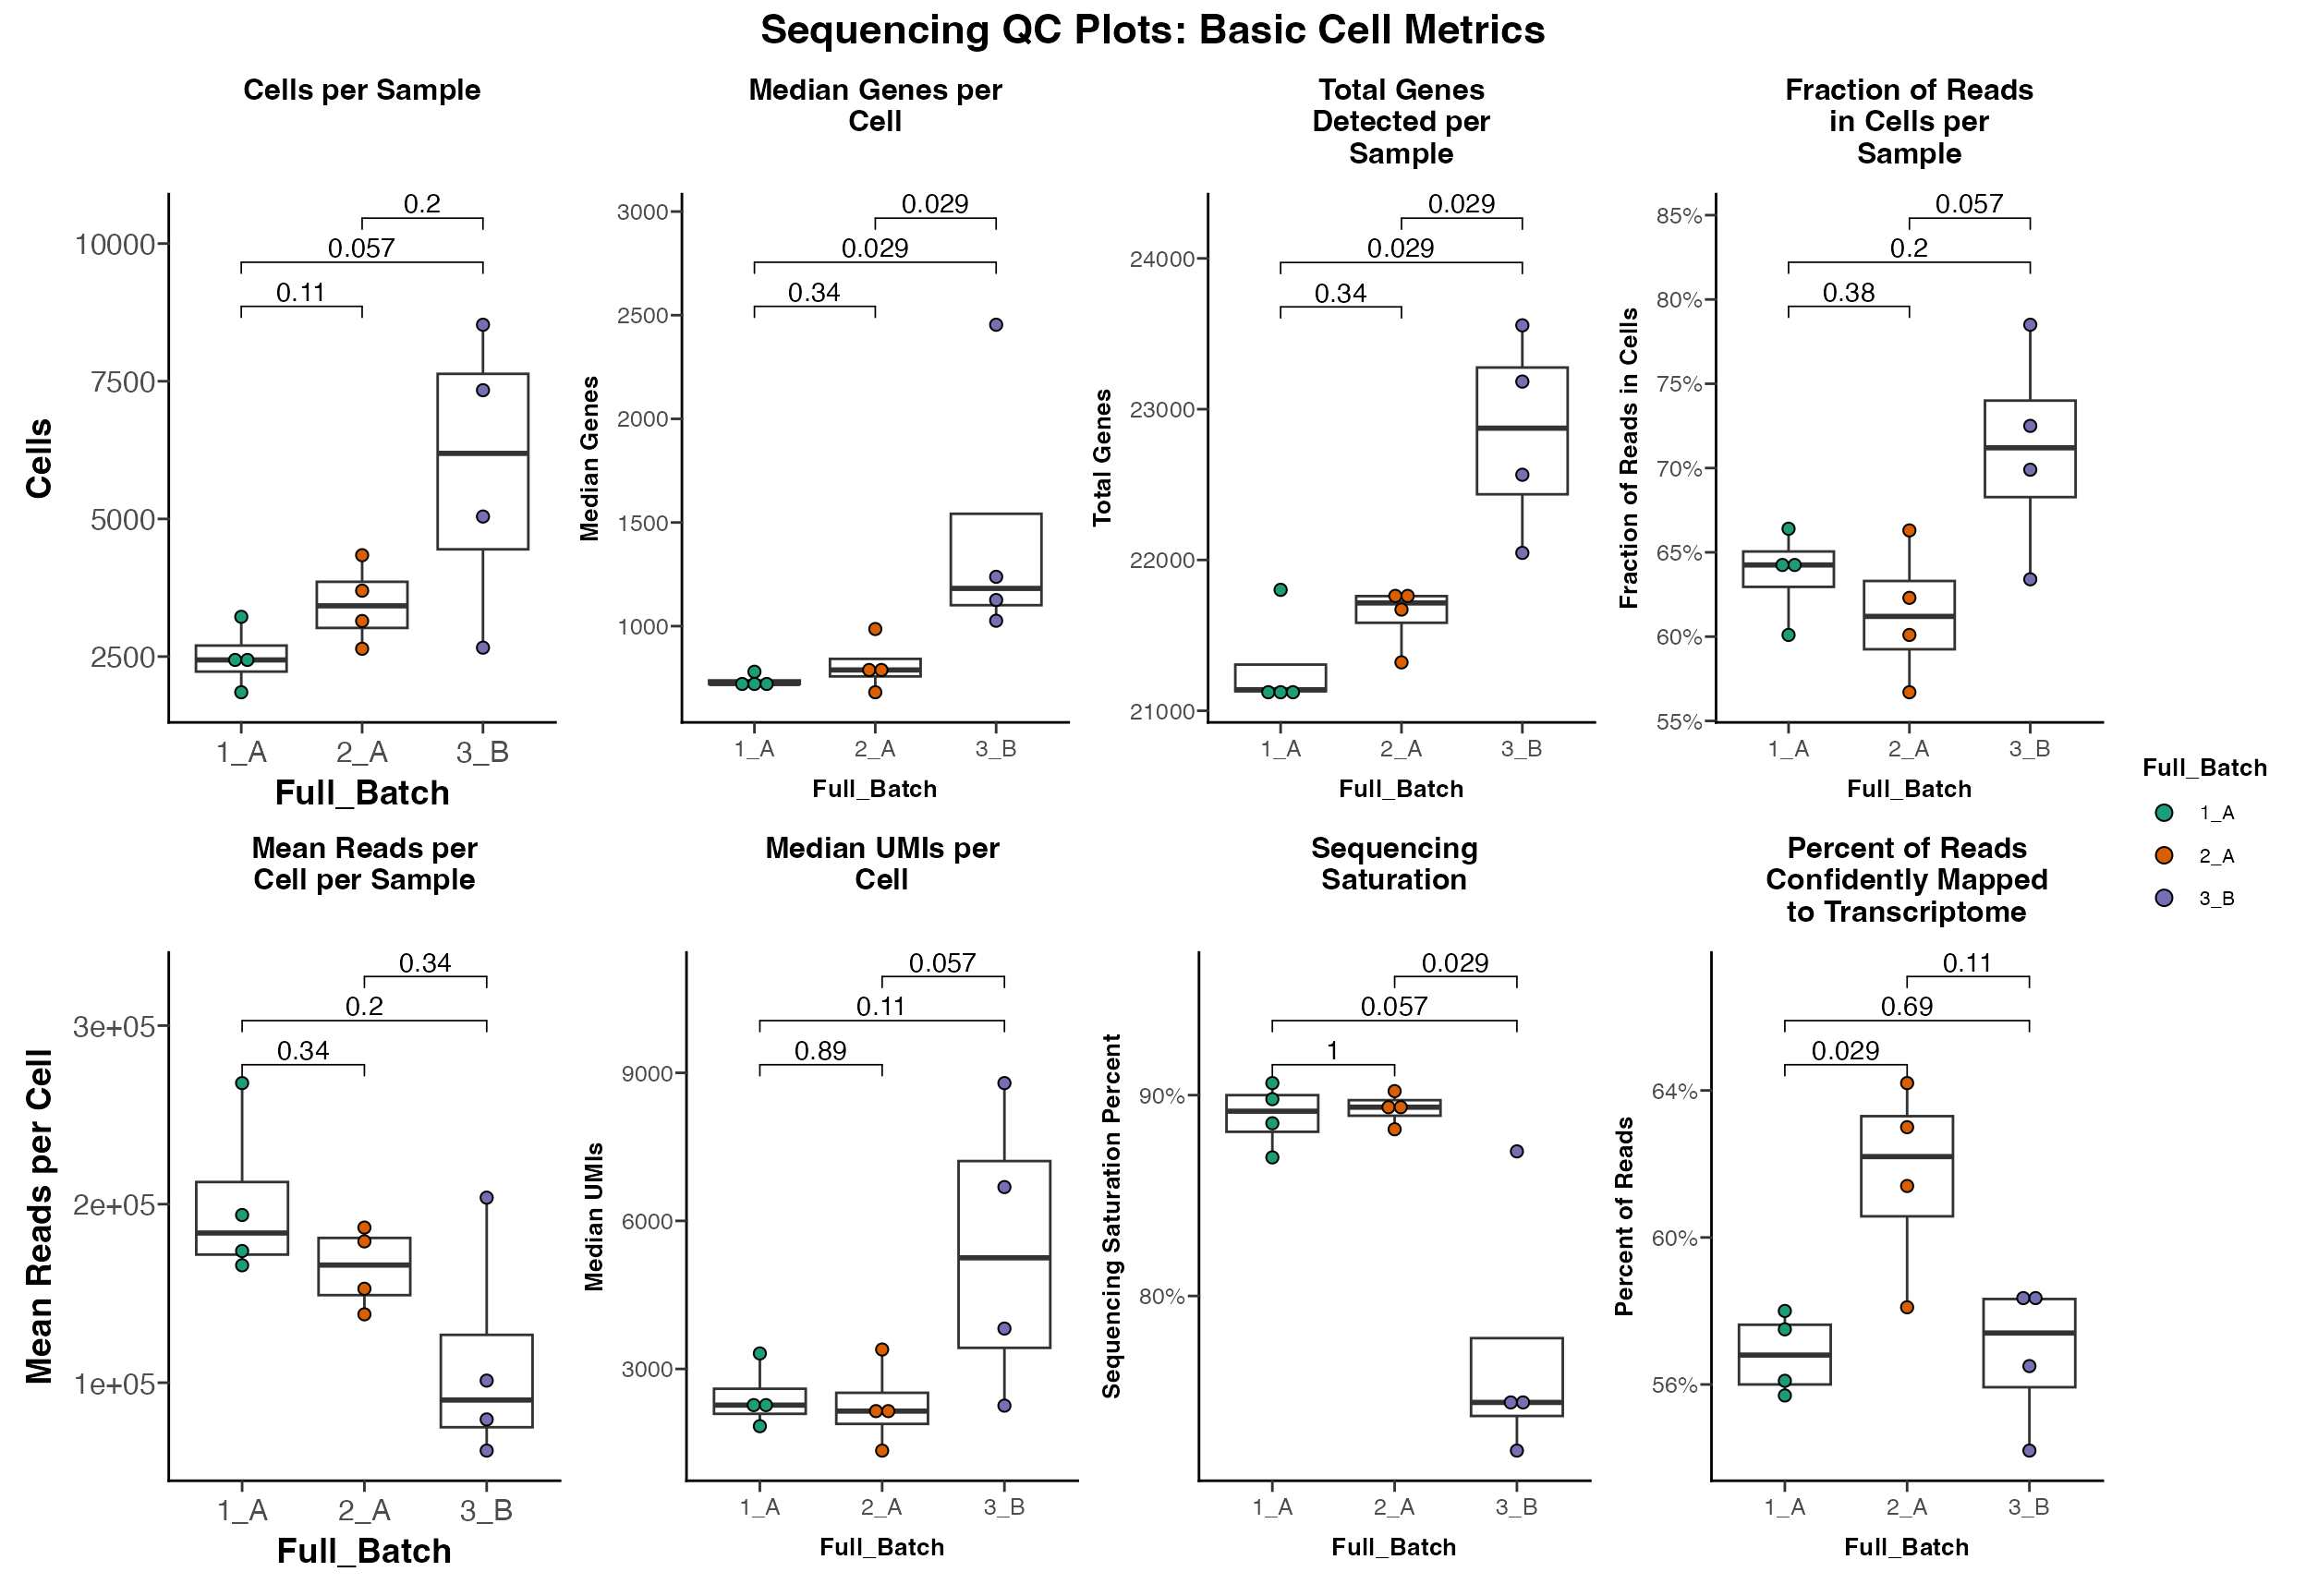 Sequencing QC Plots: Basic Cell Metrics
Cells per Sample
Cells
10000
7500
5000
2500
0.2
0.057
0.11
1_A 2_A 3_B
Full_Batch
Median Genes per
Cell
Median Genes
3000
2500
2000
1500
1000
0.029
0.029
0.34
1_A 2_A 3_B
Full_Batch
Total Genes
Detected per
Sample
Total Genes
24000
23000
22000
21000
0.029
0.029
0.34
1_A 2_A 3_B
Full_Batch
Fraction of Reads
in Cells per
Sample
Fraction of Reads in Cells
85%
80%
75%
70%
65%
60%
55%
0.057
0.2
0.38
1_A 2_A 3_B
Full_Batch
Full_Batch
1_A
2_A
3_B
Mean Reads per
Cell per Sample
Mean Reads per Cell
3e+05
2e+05
1e+05
0.34
0.2
0.34
1_A 2_A 3_B
Full_Batch
Median UMIs per
Cell
Median UMIs
9000
6000
3000
0.057
0.11
0.89
1_A 2_A 3_B
Full_Batch
Sequencing
Saturation
Sequencing Saturation Percent
90%
80%
0.029
0.057
1
1_A 2_A 3_B
Full_Batch
Percent of Reads
Confidently Mapped
to Transcriptome
Percent of Reads
64%
60%
56%
0.11
0.69
0.029
1_A 2_A 3_B
Full_Batch